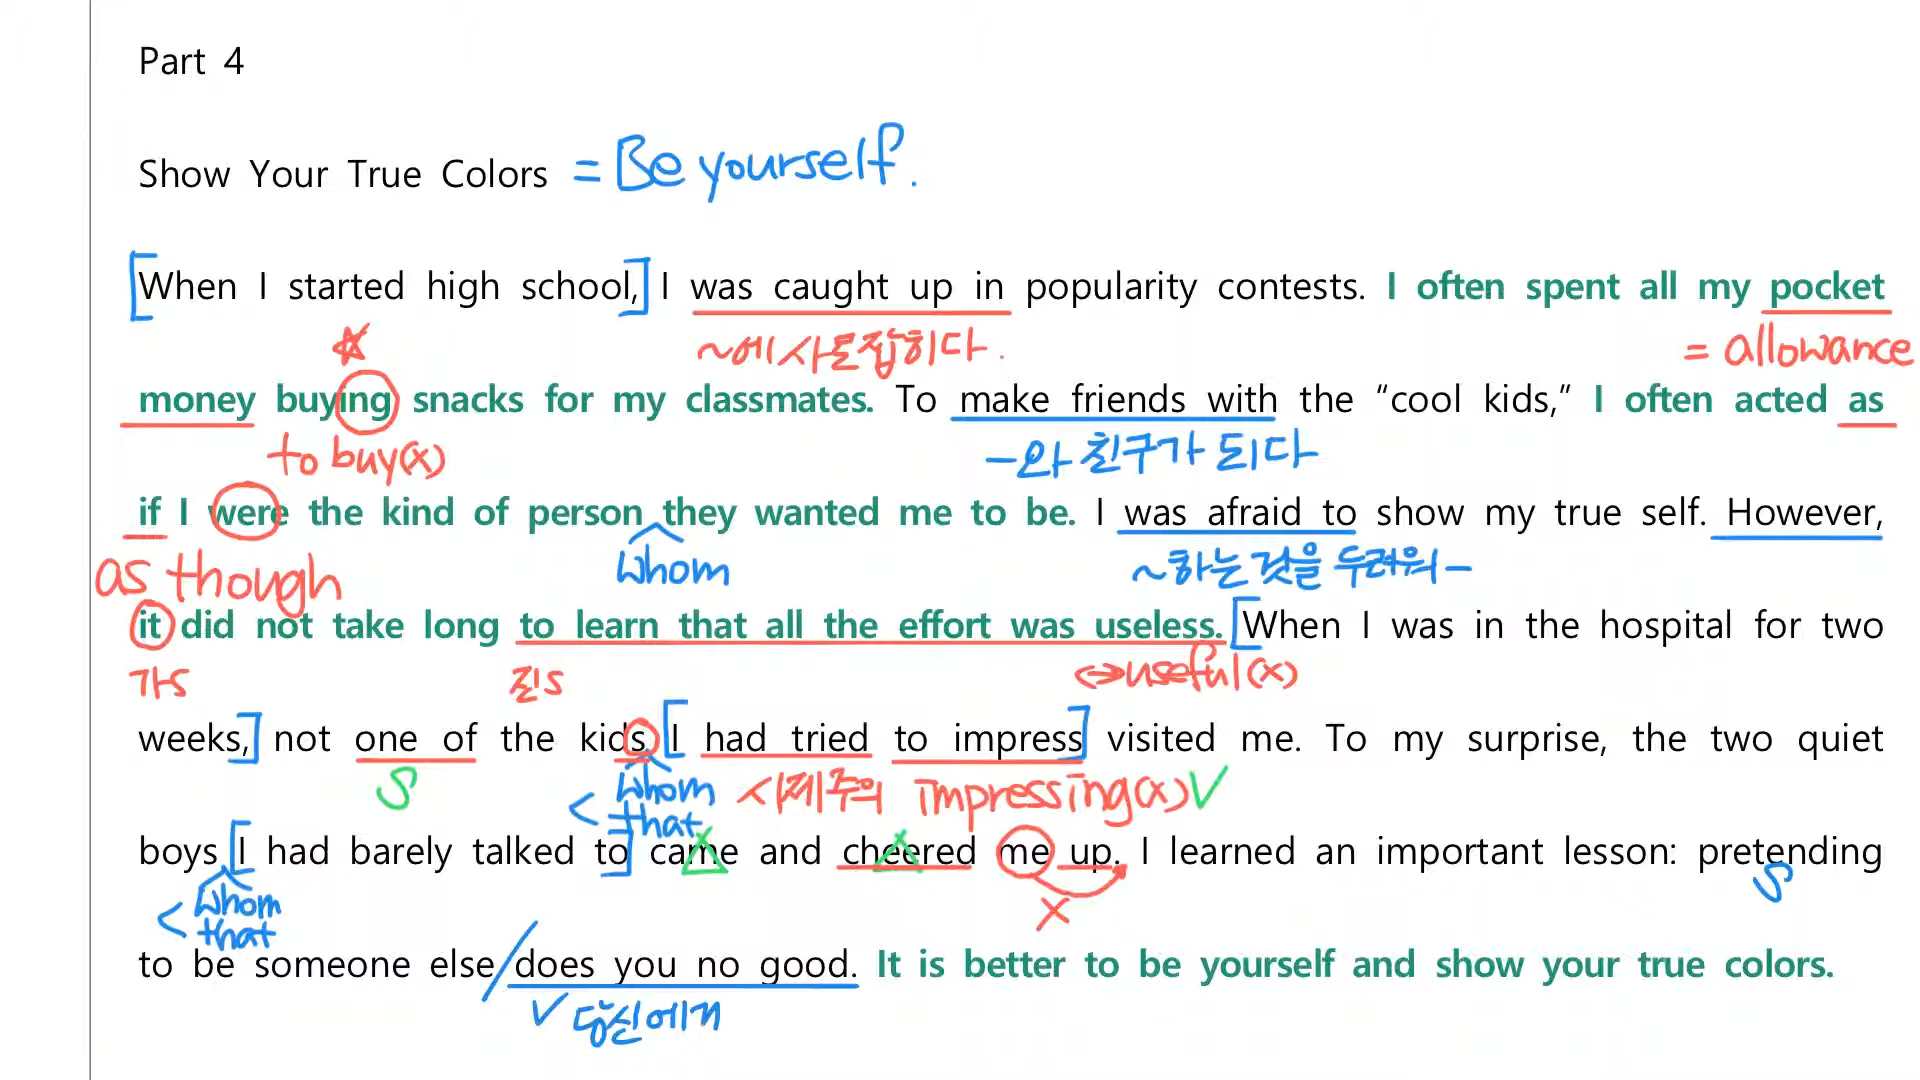 Part 4
Show Your True Colors = Be yourself.
[When I started high school,] I was caught up in popularity contests. I often spent all my pocket
~에 사로잡히다. = allowance
money buying snacks for my classmates. To make friends with the “cool kids,” I often acted as
to buy(x) -와 친구가 되다
if I were the kind of person they wanted me to be. I was afraid to show my true self. However,
as though whom ~하는 것을 두려워-
it did not take long to learn that all the effort was useless. [When I was in the hospital for two
가S 진S ↔useful(x)
weeks,] not one of the kids [I had tried to impress] visited me. To my surprise, the two quiet
S < whom that 사페주의 impressing(x) V
boys [I had barely talked to] came and cheered me up. I learned an important lesson: pretending
< whom that X S
to be someone else/does you no good. It is better to be yourself and show your true colors.
V 당신에게